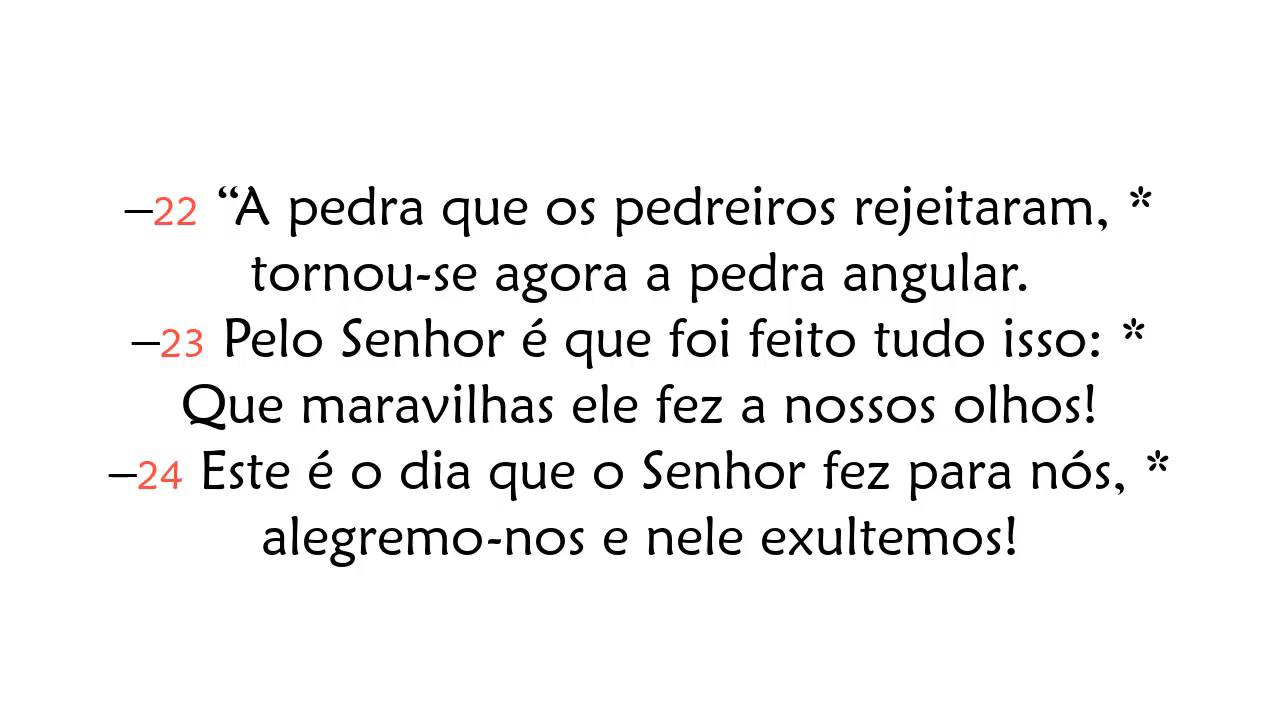 –22 “A pedra que os pedreiros rejeitaram, *
tornou-se agora a pedra angular.
–23 Pelo Senhor é que foi feito tudo isso: *
Que maravilhas ele fez a nossos olhos!
–24 Este é o dia que o Senhor fez para nós, *
alegremo-nos e nele exultemos!